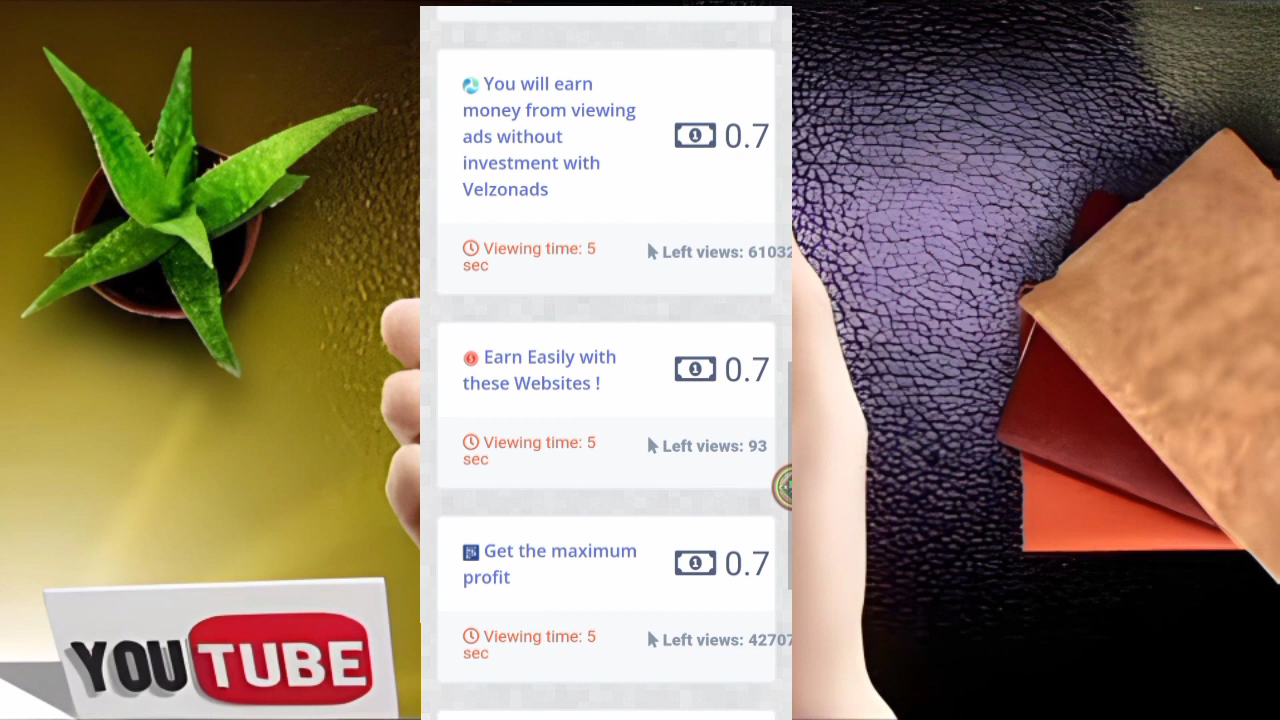 You will earn
money from viewing
ads without
investment with
Velzonads
0.7
Viewing time: 5
sec
Left views: 61032
Earn Easily with
these Websites !
0.7
Viewing time: 5
sec
Left views: 93
Get the maximum
profit
0.7
Viewing time: 5
sec
Left views: 42707
YOUTUBE